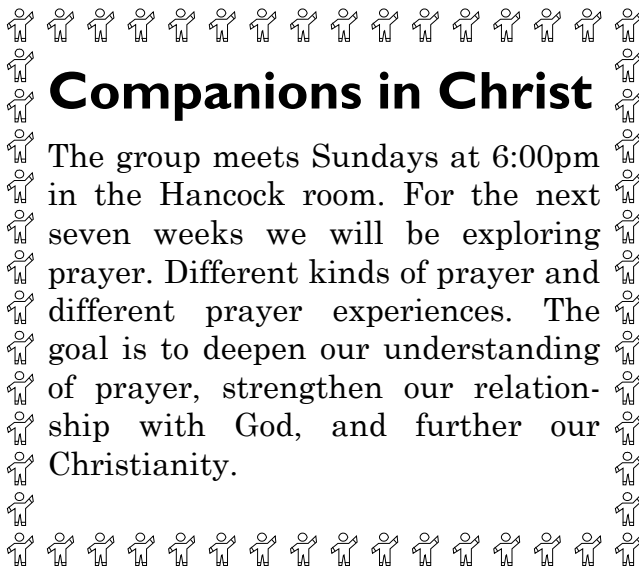 Companions in Christ
The group meets Sundays at 6:00pm
in the Hancock room. For the next
seven weeks we will be exploring
prayer. Different kinds of prayer and
different prayer experiences. The
goal is to deepen our understanding
of prayer, strengthen our relation-
ship with God, and further our
Christianity.